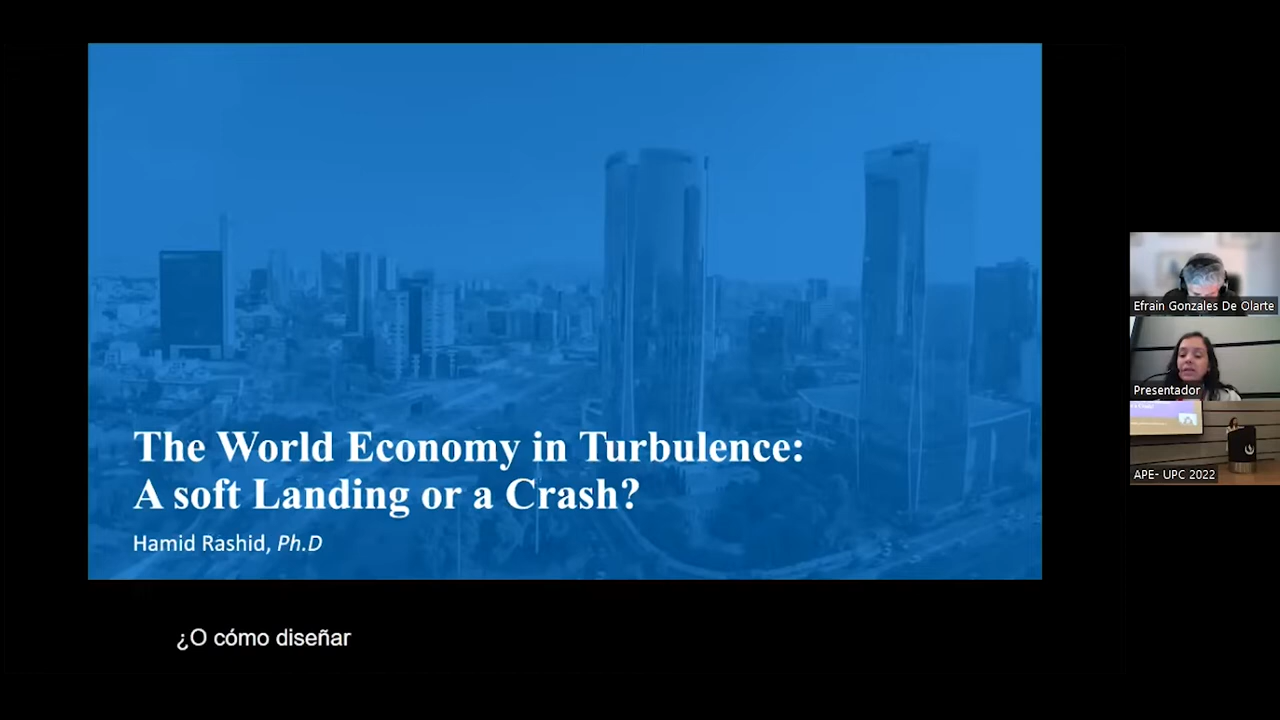 The World Economy in Turbulence:
A soft Landing or a Crash?
Hamid Rashid, Ph.D
¿O cómo diseñar
Efrain Gonzales De Olarte
Presentador
APE- UPC 2022